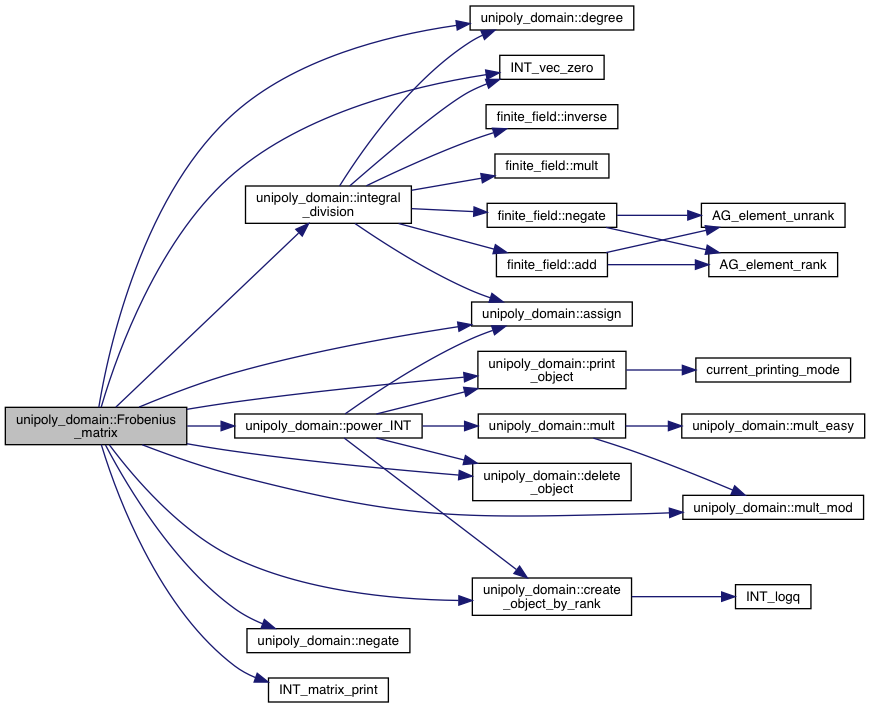 unipoly_domain::degree
INT_vec_zero
finite_field::inverse
finite_field::mult
unipoly_domain::integral
_division
finite_field::negate
AG_element_unrank
finite_field::add
AG_element_rank
unipoly_domain::assign
unipoly_domain::print
_object
current_printing_mode
unipoly_domain::Frobenius
_matrix
unipoly_domain::power_INT
unipoly_domain::mult
unipoly_domain::mult_easy
unipoly_domain::delete
_object
unipoly_domain::mult_mod
unipoly_domain::create
_object_by_rank
INT_logq
unipoly_domain::negate
INT_matrix_print